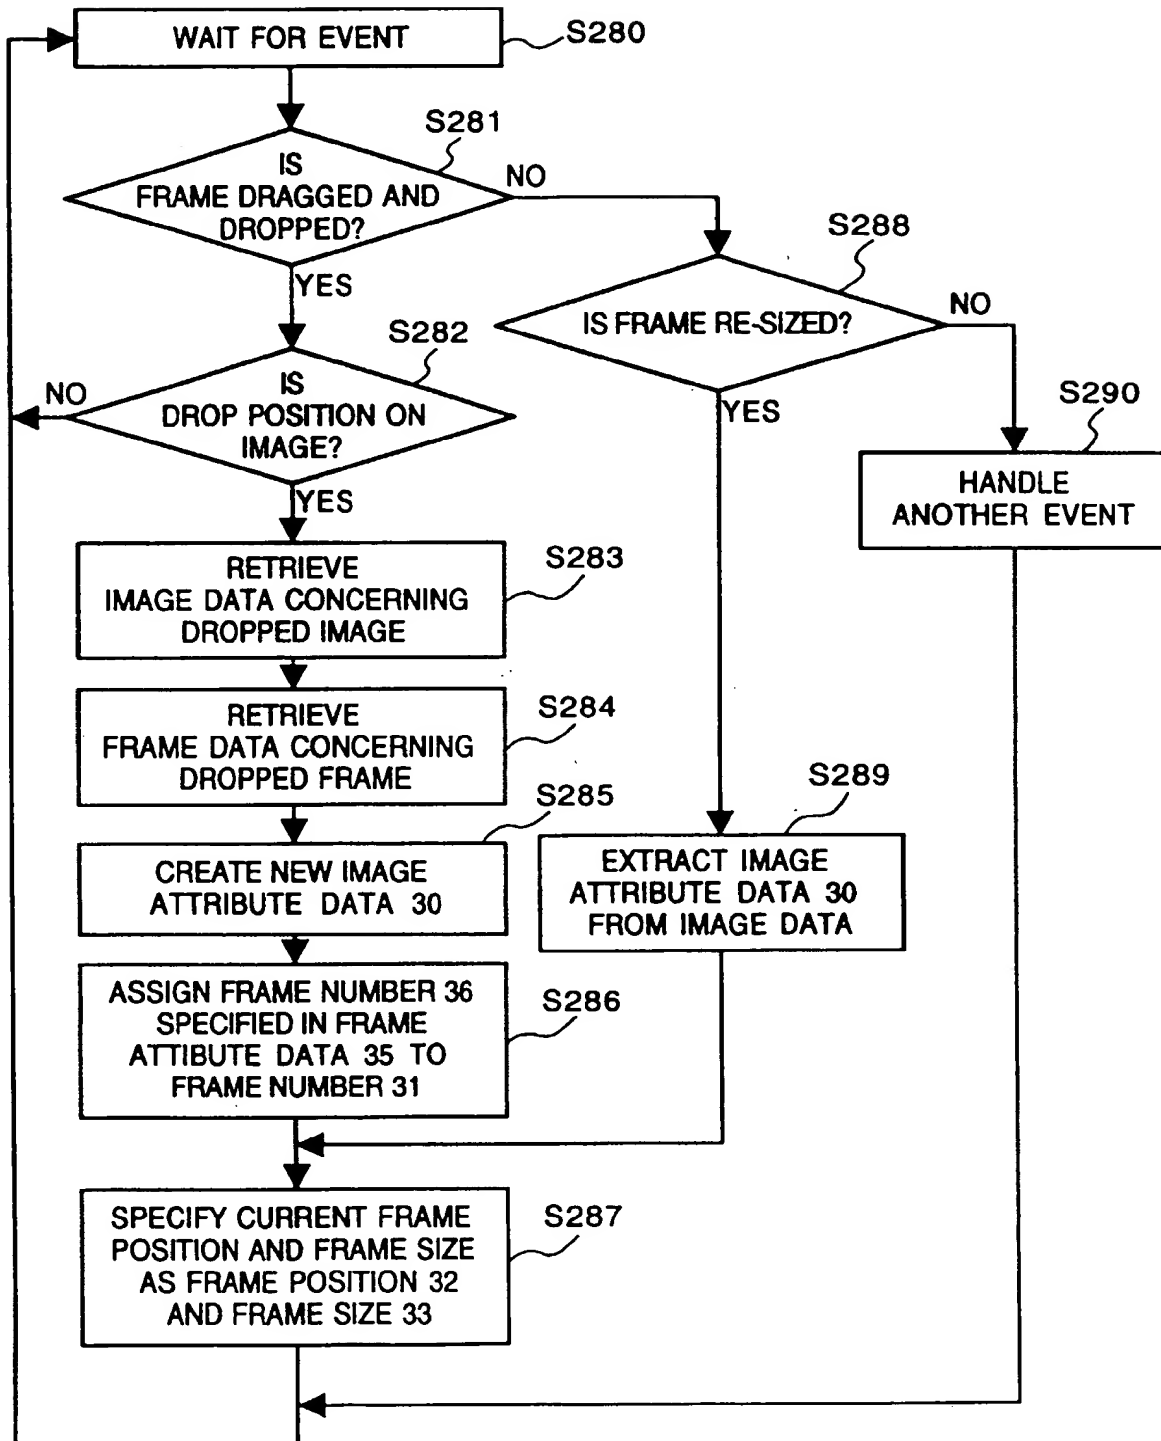 WAIT FOR EVENT
S280
S281
IS
FRAME DRAGGED AND
DROPPED?
NO
YES
S288
IS FRAME RE-SIZED?
NO
YES
S282
IS
DROP POSITION ON
IMAGE?
NO
YES
S290
HANDLE
ANOTHER EVENT
S283
RETRIEVE
IMAGE DATA CONCERNING
DROPPED IMAGE
S284
RETRIEVE
FRAME DATA CONCERNING
DROPPED FRAME
S285
CREATE NEW IMAGE
ATTRIBUTE DATA 30
S289
EXTRACT IMAGE
ATTRIBUTE DATA 30
FROM IMAGE DATA
S286
ASSIGN FRAME NUMBER 36
SPECIFIED IN FRAME
ATTIBUTE DATA 35 TO
FRAME NUMBER 31
S287
SPECIFY CURRENT FRAME
POSITION AND FRAME SIZE
AS FRAME POSITION 32
AND FRAME SIZE 33